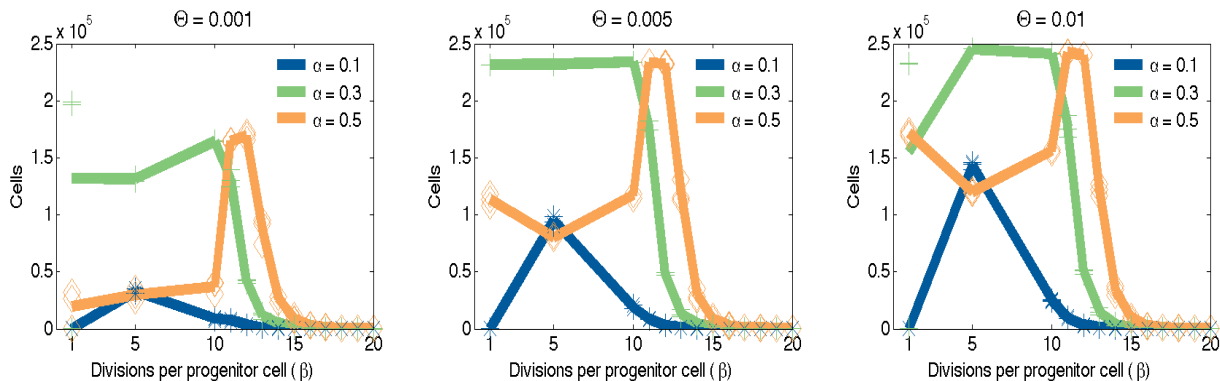 Θ = 0.001
x 10^5
2.5
2
1.5
1
0.5
0
Cells
α = 0.1
α = 0.3
α = 0.5
1 5 10 15 20
Divisions per progenitor cell (β)
Θ = 0.005
x 10^5
2.5
2
1.5
1
0.5
0
Cells
α = 0.1
α = 0.3
α = 0.5
1 5 10 15 20
Divisions per progenitor cell (β)
Θ = 0.01
x 10^5
2.5
2
1.5
1
0.5
0
Cells
α = 0.1
α = 0.3
α = 0.5
1 5 10 15 20
Divisions per progenitor cell (β)